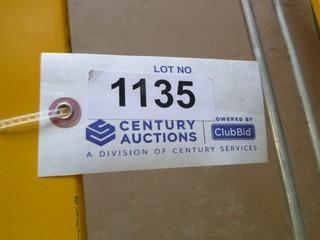 LOT NO
1135
CENTURY
AUCTIONS
POWERED BY
ClubBid
A DIVISION OF CENTURY SERVICES